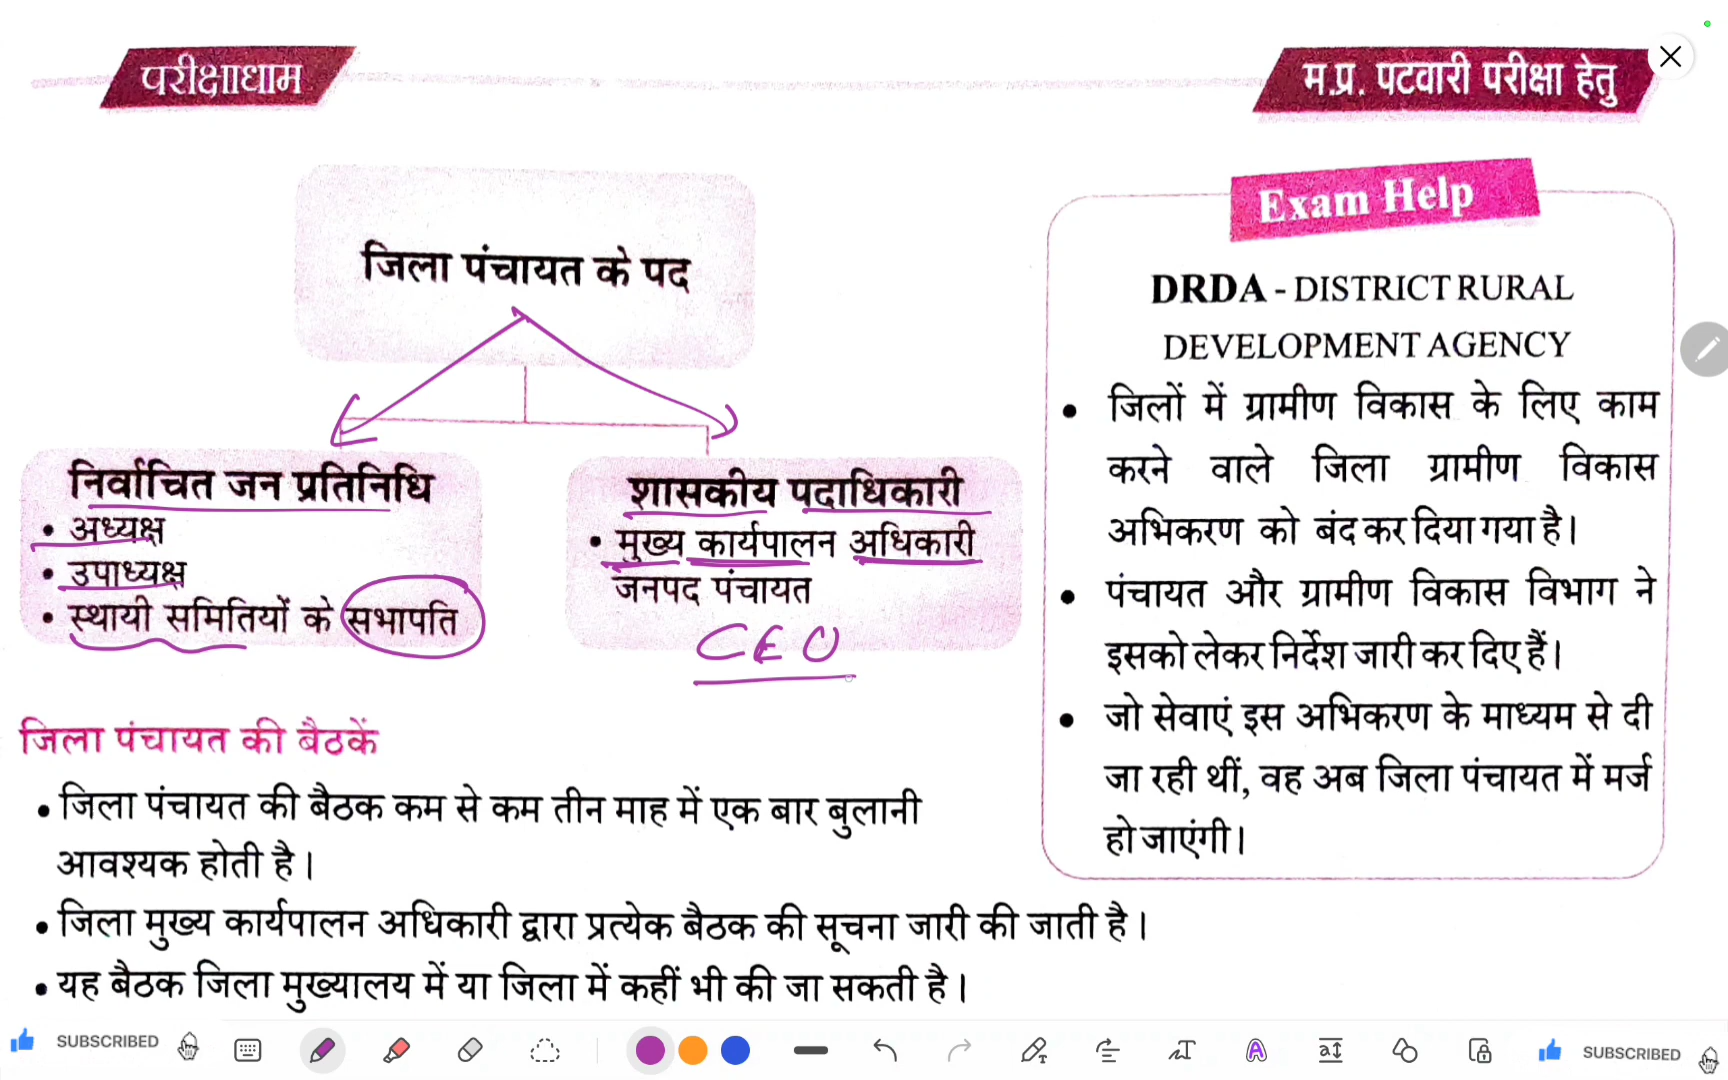 परीक्षाधाम
म.प्र. पटवारी परीक्षा हेतु
जिला पंचायत के पद
निर्वाचित जन प्रतिनिधि
• अध्यक्ष
• उपाध्यक्ष
• स्थायी समितियों के सभापति
शासकीय पदाधिकारी
• मुख्य कार्यपालन अधिकारी
जनपद पंचायत
CEO
Exam Help
DRDA - DISTRICT RURAL
DEVELOPMENT AGENCY
• जिलों में ग्रामीण विकास के लिए काम
करने वाले जिला ग्रामीण विकास
अभिकरण को बंद कर दिया गया है।
• पंचायत और ग्रामीण विकास विभाग ने
इसको लेकर निर्देश जारी कर दिए हैं।
• जो सेवाएं इस अभिकरण के माध्यम से दी
जा रही थीं, वह अब जिला पंचायत में मर्ज
हो जाएंगी।
जिला पंचायत की बैठकें
• जिला पंचायत की बैठक कम से कम तीन माह में एक बार बुलानी
आवश्यक होती है।
• जिला मुख्य कार्यपालन अधिकारी द्वारा प्रत्येक बैठक की सूचना जारी की जाती है।
• यह बैठक जिला मुख्यालय में या जिला में कहीं भी की जा सकती है।
SUBSCRIBED
SUBSCRIBED